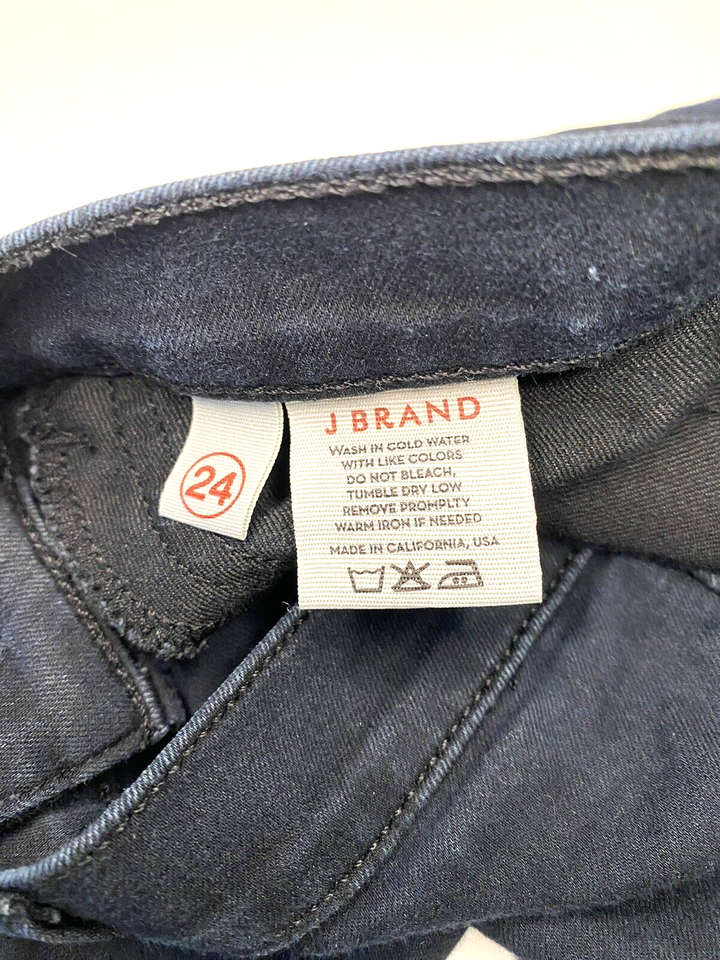 24
J BRAND
WASH IN COLD WATER
WITH LIKE COLORS
DO NOT BLEACH,
TUMBLE DRY LOW
REMOVE PROMPLTY
WARM IRON IF NEEDED
MADE IN CALIFORNIA, USA